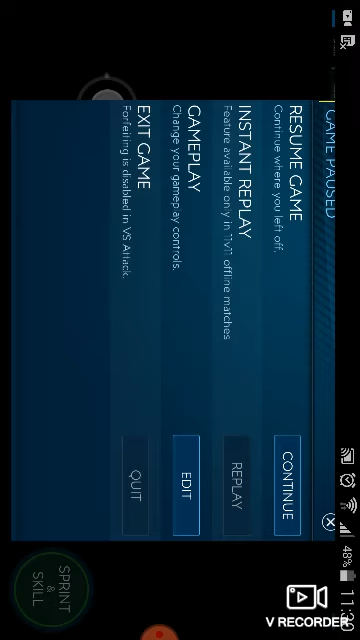 GAME PAUSED
RESUME GAME
Continue where you left off.
CONTINUE
INSTANT REPLAY
Feature available only in 11v11 offline matches
REPLAY
GAMEPLAY
Change your gameplay controls.
EDIT
EXIT GAME
Forfeiting is disabled in VS Attack.
QUIT
SPRINT
&
SKILL
48%
V RECORDER